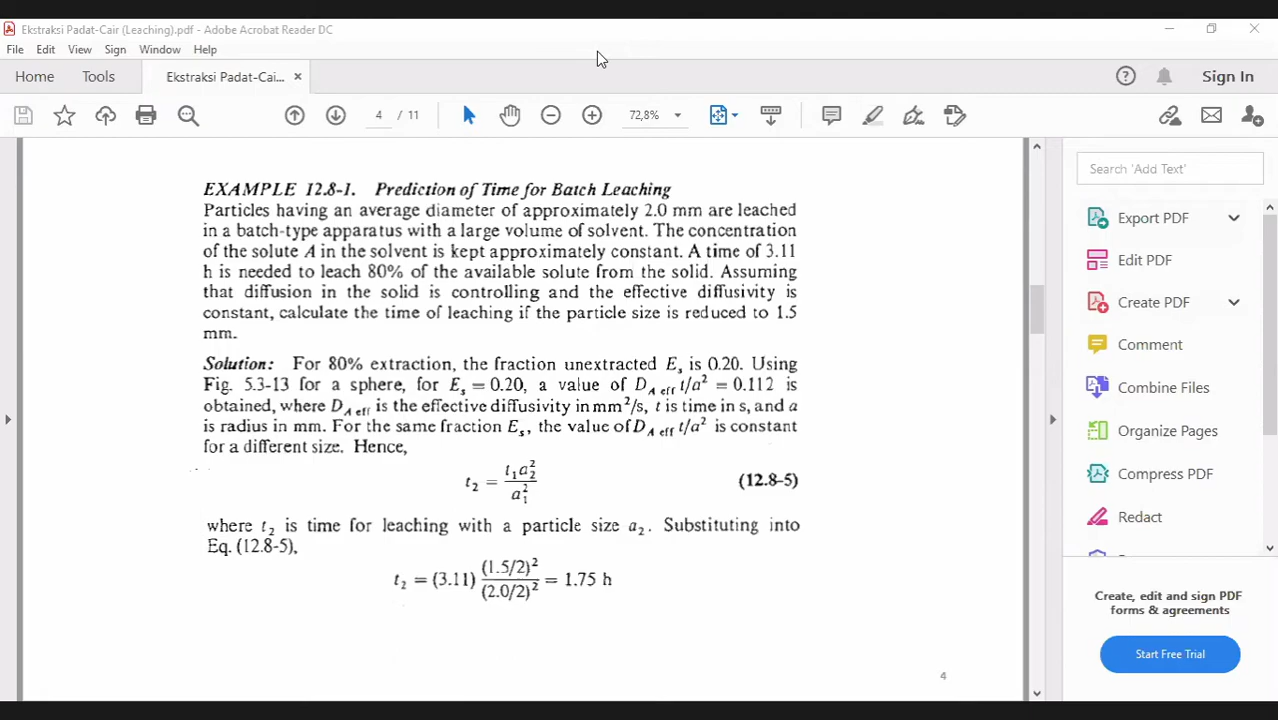 Ekstraksi Padat-Cair (Leaching).pdf - Adobe Acrobat Reader DC
File Edit View Sign Window Help
Home Tools Ekstraksi Padat-Cai... × Sign In
4 / 11 72,8%
EXAMPLE 12.8-1. Prediction of Time for Batch Leaching
Particles having an average diameter of approximately 2.0 mm are leached
in a batch-type apparatus with a large volume of solvent. The concentration
of the solute A in the solvent is kept approximately constant. A time of 3.11
h is needed to leach 80% of the available solute from the solid. Assuming
that diffusion in the solid is controlling and the effective diffusivity is
constant, calculate the time of leaching if the particle size is reduced to 1.5
mm.
Solution: For 80% extraction, the fraction unextracted E_s is 0.20. Using
Fig. 5.3-13 for a sphere, for E_s = 0.20, a value of D_{A eff} t/a² = 0.112 is
obtained, where D_{A eff} is the effective diffusivity in mm²/s, t is time in s, and a
is radius in mm. For the same fraction E_s, the value of D_{A eff} t/a² is constant
for a different size. Hence,
t₂ = t₁a₂² / a₁² (12.8-5)
where t₂ is time for leaching with a particle size a₂. Substituting into
Eq. (12.8-5),
t₂ = (3.11) (1.5/2)² / (2.0/2)² = 1.75 h
4
Search 'Add Text'
Export PDF
Edit PDF
Create PDF
Comment
Combine Files
Organize Pages
Compress PDF
Redact
Create, edit and sign PDF
forms & agreements
Start Free Trial